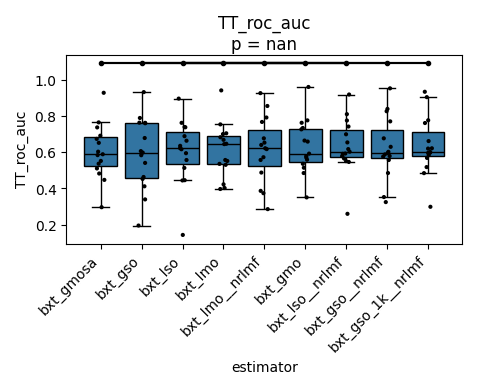 TT_roc_auc
p = nan
TT_roc_auc
1.0
0.8
0.6
0.4
0.2
bxt_gmosa
bxt_gso
bxt_lso
bxt_lmo
bxt_lmo__nrlmf
bxt_gmo
bxt_lso__nrlmf
bxt_gso__nrlmf
bxt_gso_1k__nrlmf
estimator